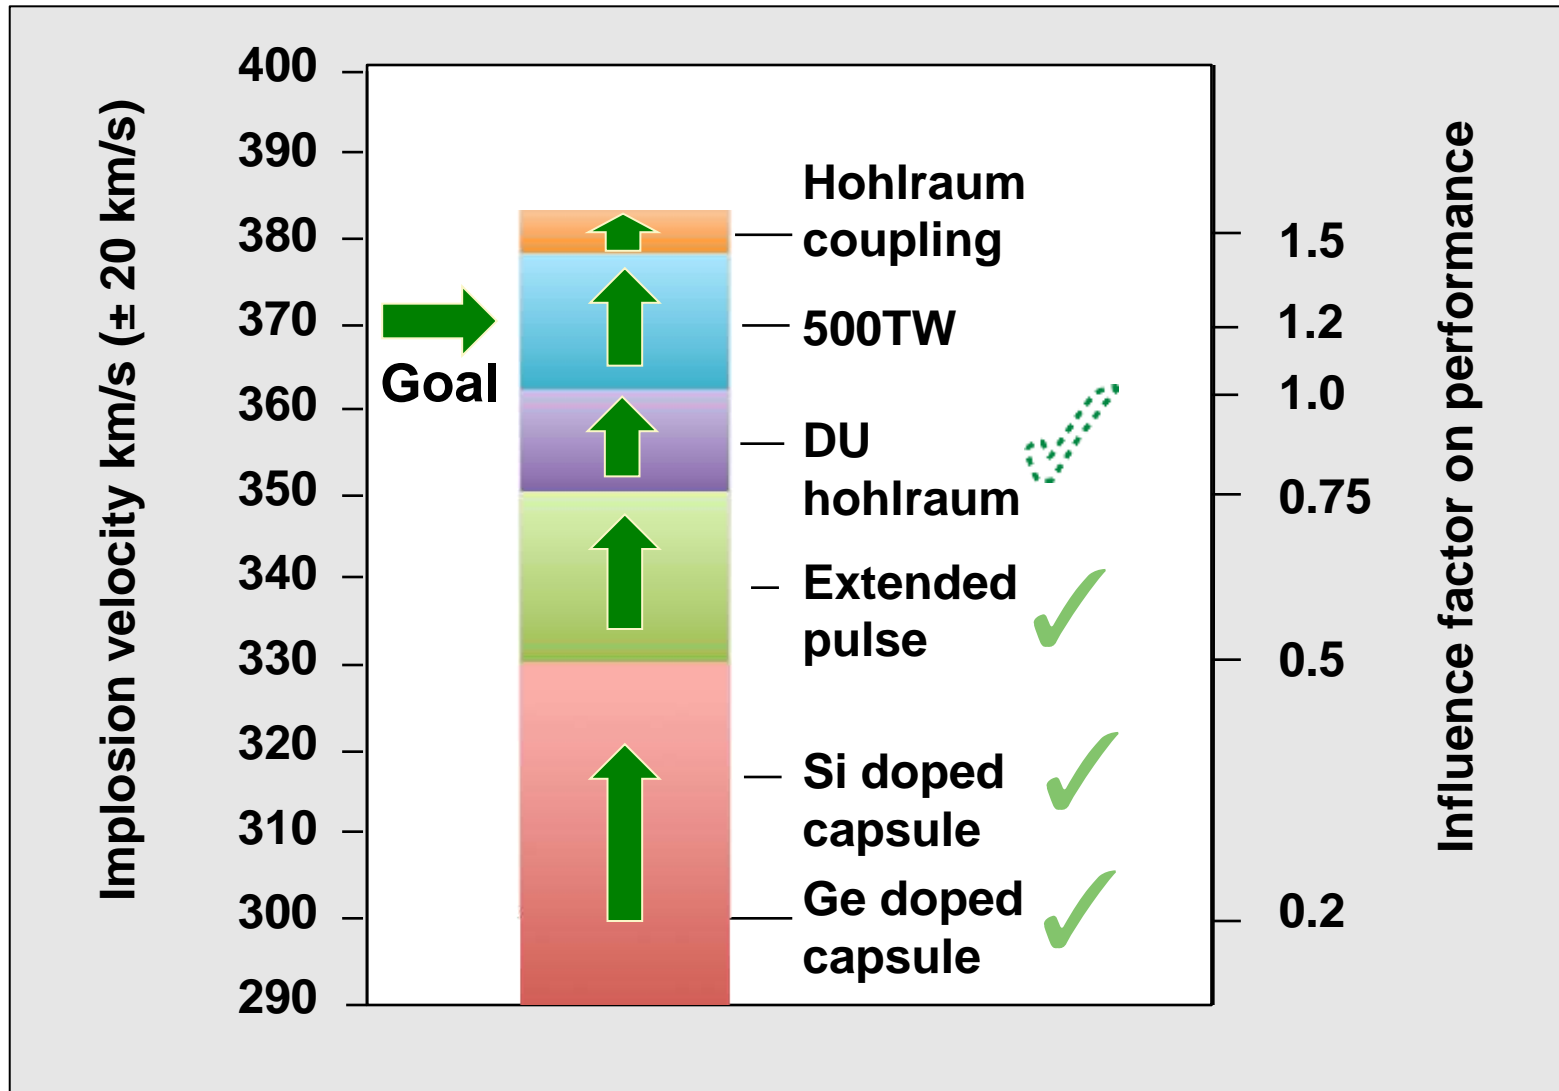 Implosion velocity km/s (± 20 km/s)
400
390
380
370
360
350
340
330
320
310
300
290
Goal
Hohlraum
coupling
500TW
DU
hohlraum
Extended
pulse
Si doped
capsule
Ge doped
capsule
1.5
1.2
1.0
0.75
0.5
0.2
Influence factor on performance